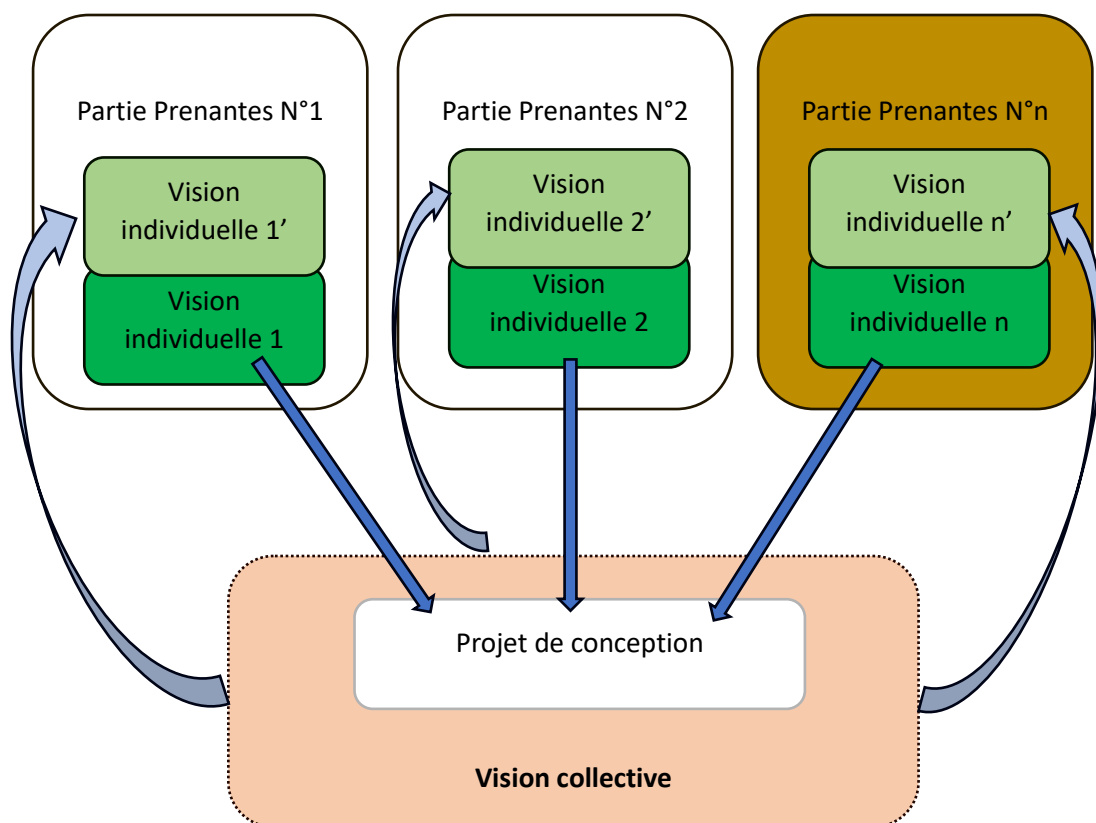 Partie Prenantes N°1
Vision
individuelle 1’
Vision
individuelle 1
Partie Prenantes N°2
Vision
individuelle 2’
Vision
individuelle 2
Partie Prenantes N°n
Vision
individuelle n’
Vision
individuelle n
Projet de conception
Vision collective